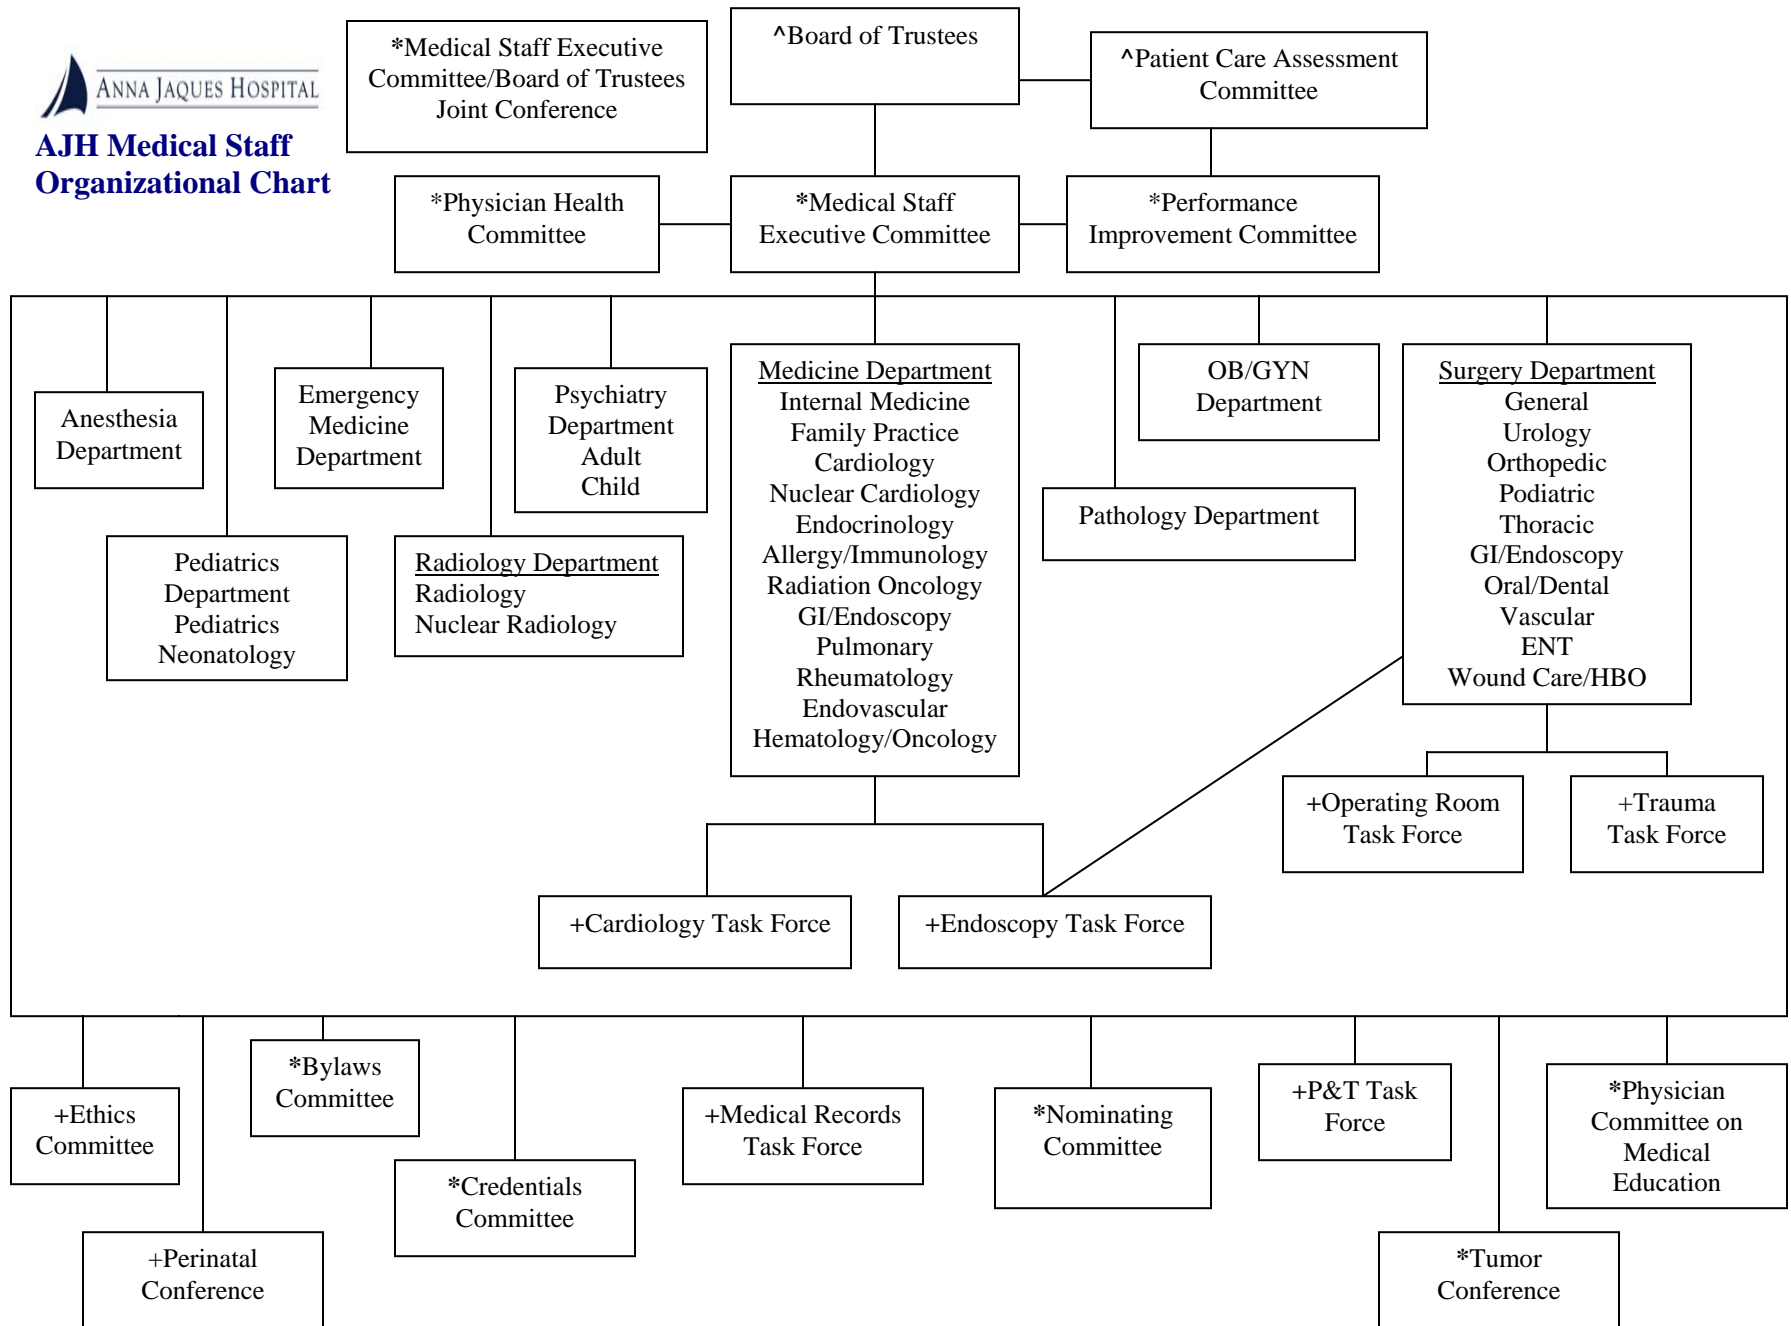 ANNA JAQUES HOSPITAL
AJH Medical Staff
Organizational Chart
*Medical Staff Executive
Committee/Board of Trustees
Joint Conference
^Board of Trustees
^Patient Care Assessment
Committee
*Physician Health
Committee
*Medical Staff
Executive Committee
*Performance
Improvement Committee
Anesthesia
Department
Pediatrics
Department
Pediatrics
Neonatology
Emergency
Medicine
Department
Radiology Department
Radiology
Nuclear Radiology
Psychiatry
Department
Adult
Child
Medicine Department
Internal Medicine
Family Practice
Cardiology
Nuclear Cardiology
Endocrinology
Allergy/Immunology
Radiation Oncology
GI/Endoscopy
Pulmonary
Rheumatology
Endovascular
Hematology/Oncology
Pathology Department
OB/GYN
Department
Surgery Department
General
Urology
Orthopedic
Podiatric
Thoracic
GI/Endoscopy
Oral/Dental
Vascular
ENT
Wound Care/HBO
+Operating Room
Task Force
+Trauma
Task Force
+Cardiology Task Force
+Endoscopy Task Force
+Ethics
Committee
+Perinatal
Conference
*Bylaws
Committee
*Credentials
Committee
+Medical Records
Task Force
*Nominating
Committee
+P&T Task
Force
*Tumor
Conference
*Physician
Committee on
Medical
Education